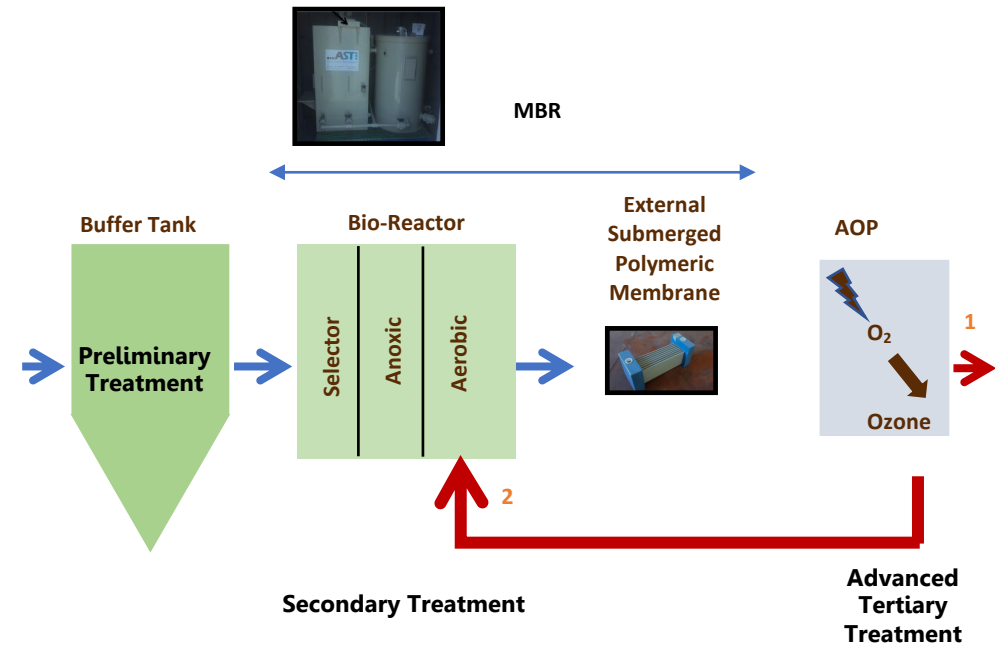 AST
MBR
Buffer Tank
Bio-Reactor
External
Submerged
Polymeric
Membrane
AOP
Preliminary
Treatment
Selector
Anoxic
Aerobic
O₂
Ozone
1
2
Secondary Treatment
Advanced
Tertiary
Treatment